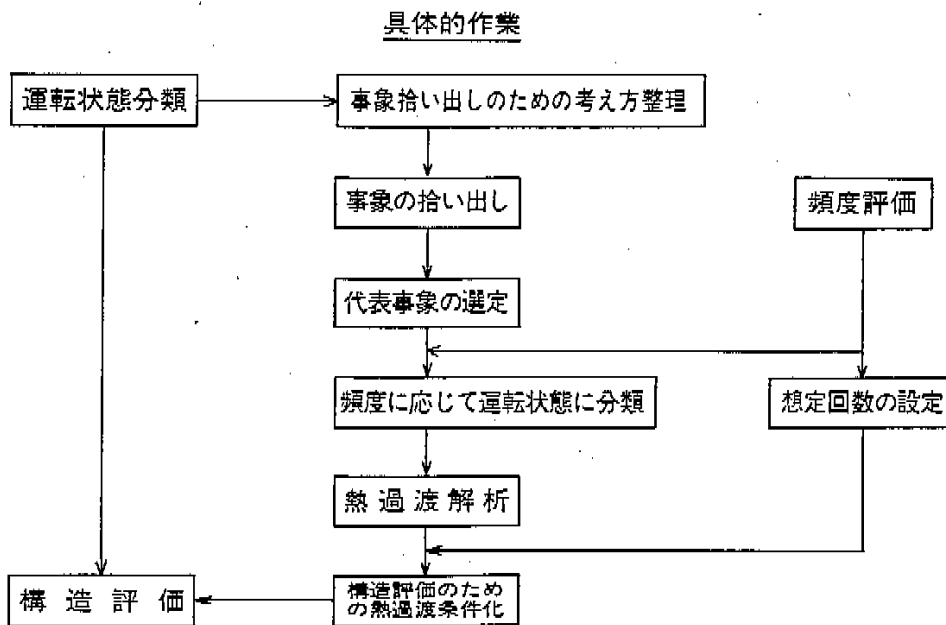 具体的作業
運転状態分類
事象拾い出しのための考え方整理
事象の拾い出し
頻度評価
代表事象の選定
頻度に応じて運転状態に分類
想定回数の設定
熱過渡解析
構造評価
構造評価のため
の熱過渡条件化